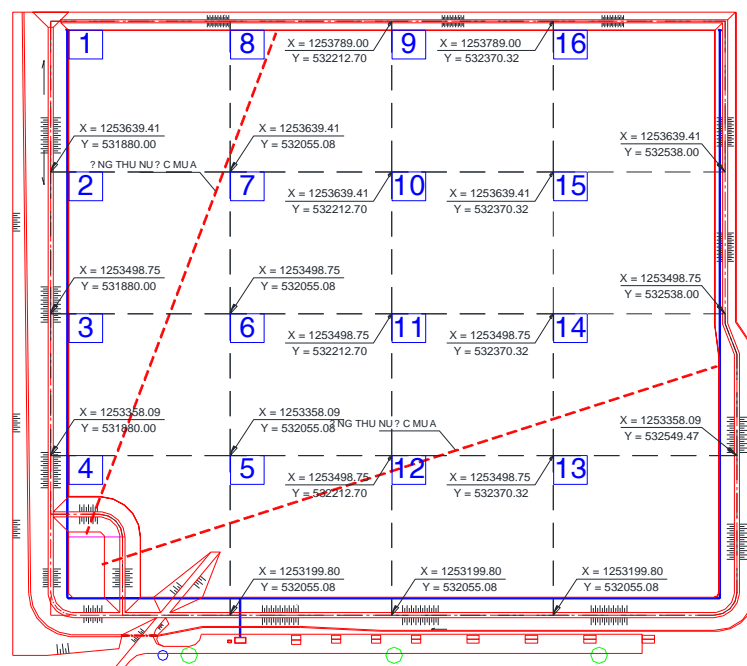 1
8
9
16
X = 1253789.00
Y = 532212.70
X = 1253789.00
Y = 532370.32
X = 1253639.41
Y = 531880.00
X = 1253639.41
Y = 532055.08
X = 1253639.41
Y = 532538.00
?NG THU NU?C MUA
2
7
10
15
X = 1253639.41
Y = 532212.70
X = 1253639.41
Y = 532370.32
X = 1253498.75
Y = 531880.00
X = 1253498.75
Y = 532055.08
X = 1253498.75
Y = 532538.00
3
6
11
14
X = 1253498.75
Y = 532212.70
X = 1253498.75
Y = 532370.32
X = 1253358.09
Y = 531880.00
X = 1253358.09
Y = 532055.08
?NG THU NU?C MUA
X = 1253358.09
Y = 532549.47
4
5
12
13
X = 1253498.75
Y = 532212.70
X = 1253498.75
Y = 532370.32
X = 1253199.80
Y = 532055.08
X = 1253199.80
Y = 532055.08
X = 1253199.80
Y = 532055.08